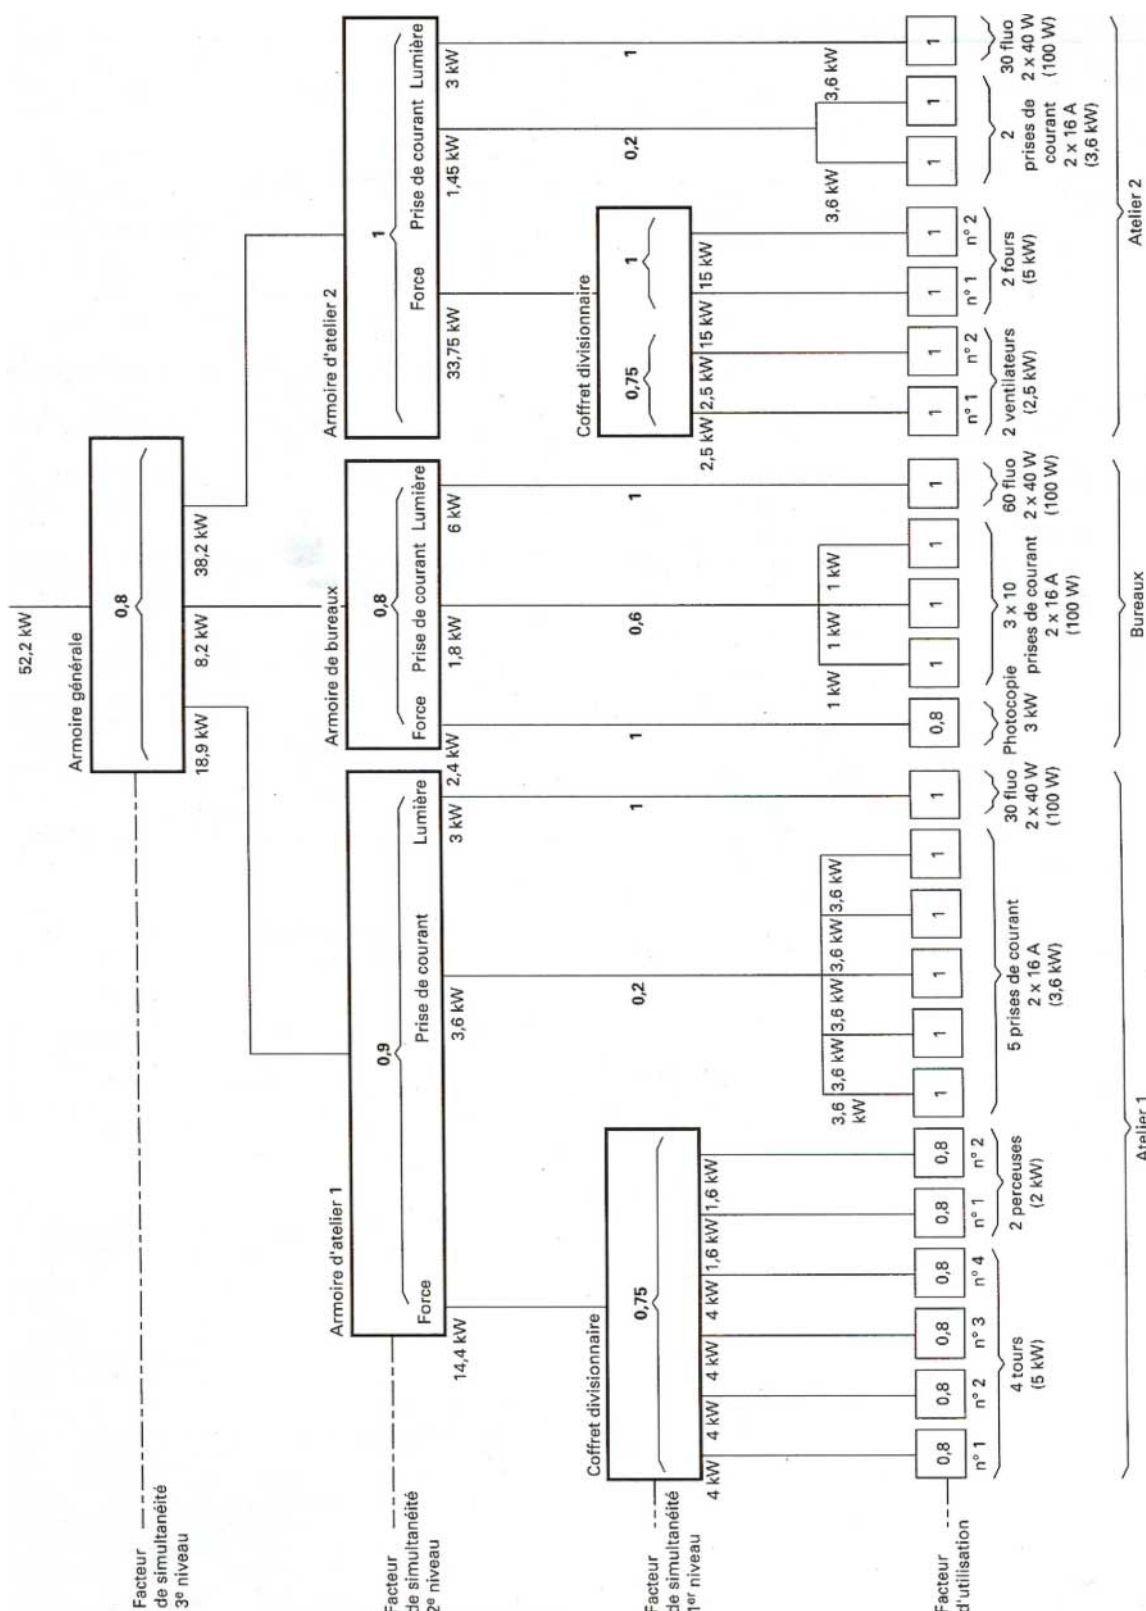 52,2 kW
Armoire générale
0,8
Facteur
de simultanéité
3e niveau
18,9 kW
8,2 kW
38,2 kW
Armoire d'atelier 1
0,9
Force
Prise de courant
Lumière
Armoire de bureaux
0,8
Force
Prise de courant
Lumière
Armoire d'atelier 2
1
Force
Prise de courant
Lumière
Facteur
de simultanéité
2e niveau
14,4 kW
3,6 kW
3 kW
2,4 kW
1,8 kW
6 kW
33,75 kW
1,45 kW
3 kW
Coffret divisionnaire
0,75
Coffret divisionnaire
0,75
1
0,2
1
1
0,6
1
0,2
1
Facteur
de simultanéité
1er niveau
4 kW
4 kW
4 kW
4 kW
1,6 kW
1,6 kW
2,5 kW
2,5 kW
15 kW
15 kW
3,6
kW
3,6 kW
3,6 kW
3,6 kW
3,6 kW
1 kW
1 kW
1 kW
3,6 kW
3,6 kW
Facteur
d'utilisation
0,8
0,8
0,8
0,8
0,8
0,8
1
1
1
1
1
1
0,8
1
1
1
1
1
1
1
1
1
1
1
n° 1
n° 2
n° 3
n° 4
n° 1
n° 2
n° 1
n° 2
n° 1
n° 2
4 tours
(5 kW)
2 perceuses
(2 kW)
5 prises de courant
2 x 16 A
(3,6 kW)
30 fluo
2 x 40 W
(100 W)
Photocopie
3 kW
3 x 10
prises de courant
2 x 16 A
(100 W)
60 fluo
2 x 40 W
(100 W)
2 ventilateurs
(2,5 kW)
2 fours
(5 kW)
2
prises de
courant
2 x 16 A
(3,6 kW)
30 fluo
2 x 40 W
(100 W)
Atelier 1
Bureaux
Atelier 2